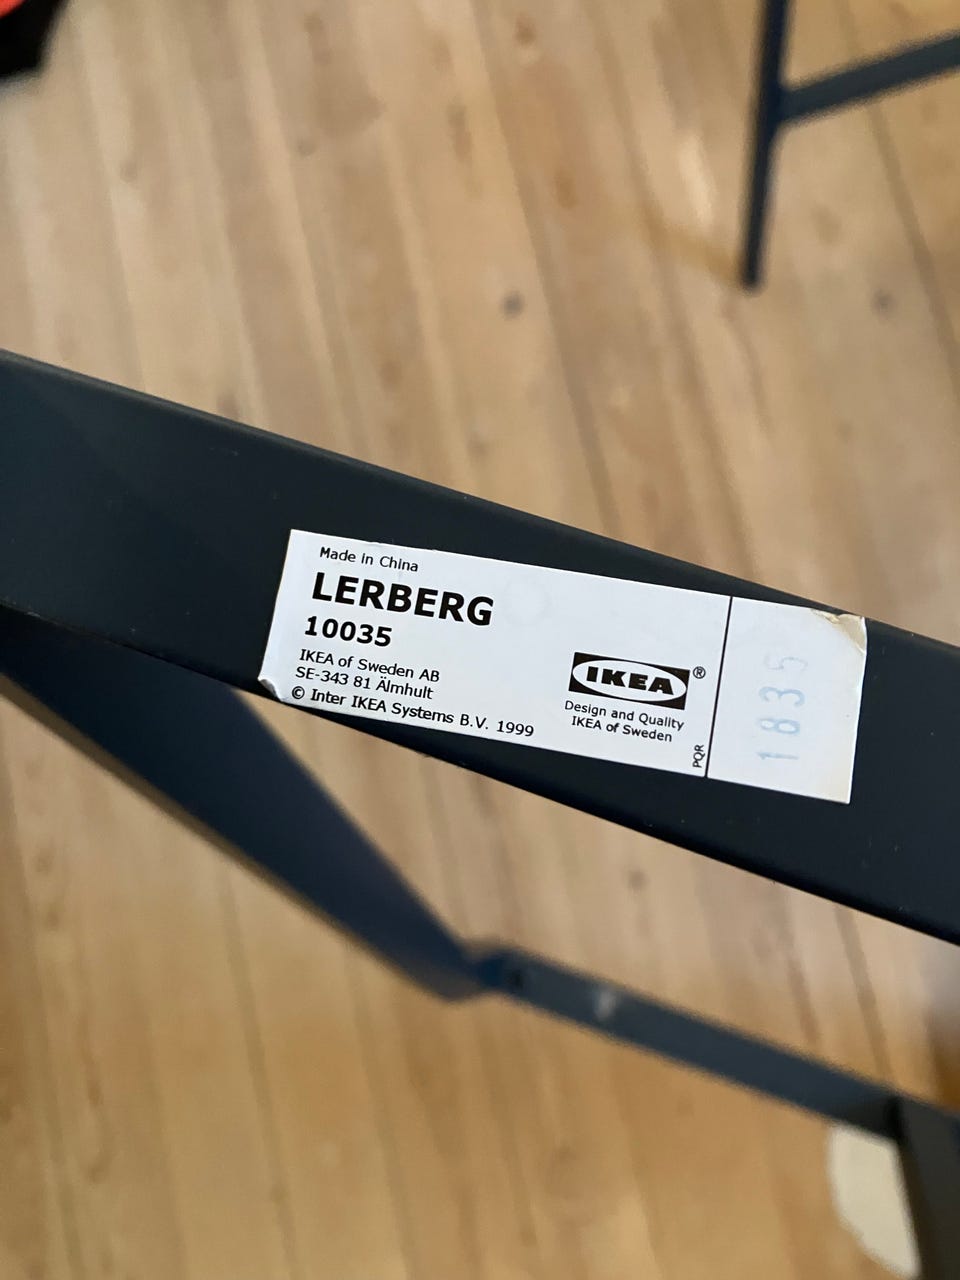 Made in China
LERBERG
10035
IKEA of Sweden AB
SE-343 81 Älmhult
© Inter IKEA Systems B.V. 1999
IKEA®
Design and Quality
IKEA of Sweden
PQR
1835